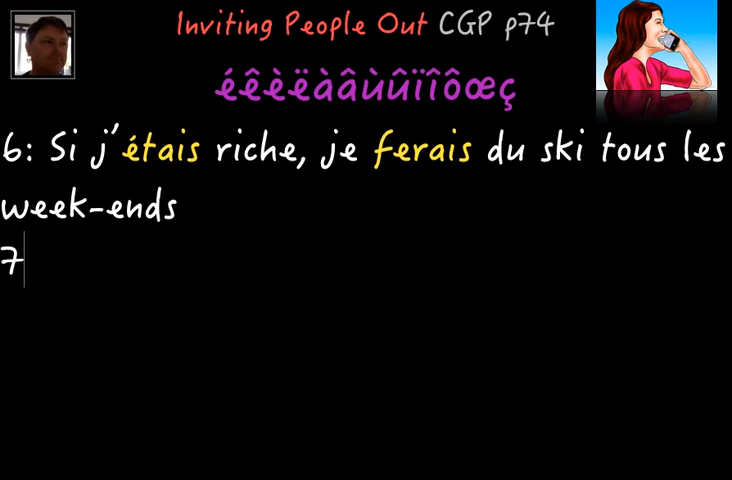 Inviting People Out CGP p74
éêèëàâùûïîôœç
6: Si j'étais riche, je ferais du ski tous les
week-ends
7